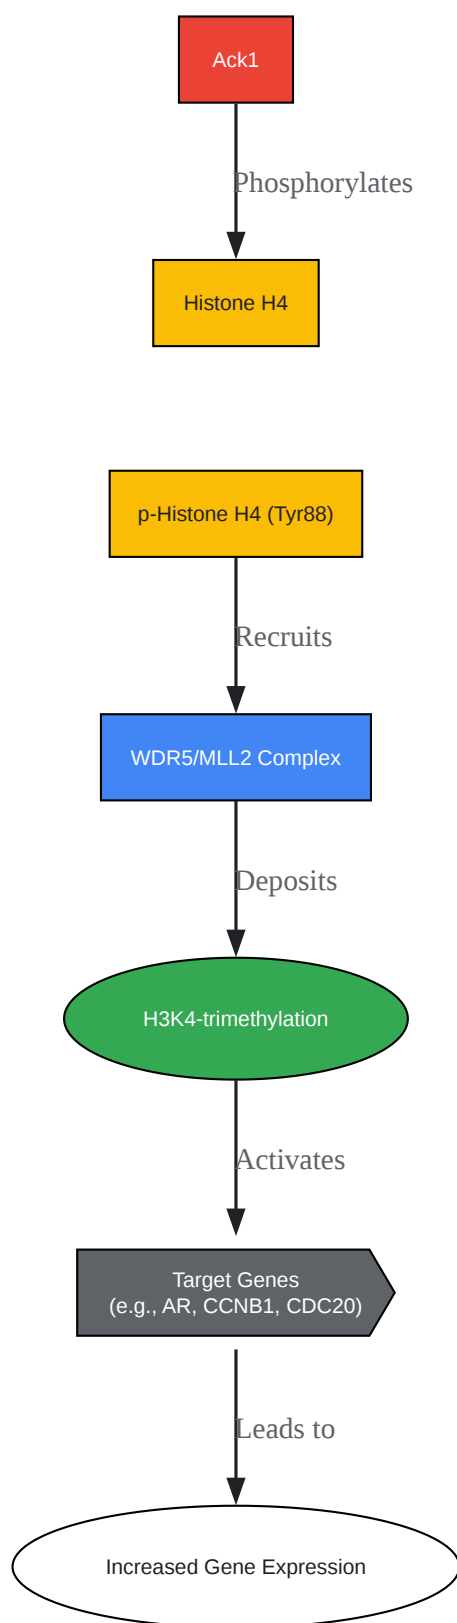 Ack1
Phosphorylates
Histone H4
p-Histone H4 (Tyr88)
Recruits
WDR5/MLL2 Complex
Deposits
H3K4-trimethylation
Activates
Target Genes
(e.g., AR, CCNB1, CDC20)
Leads to
Increased Gene Expression